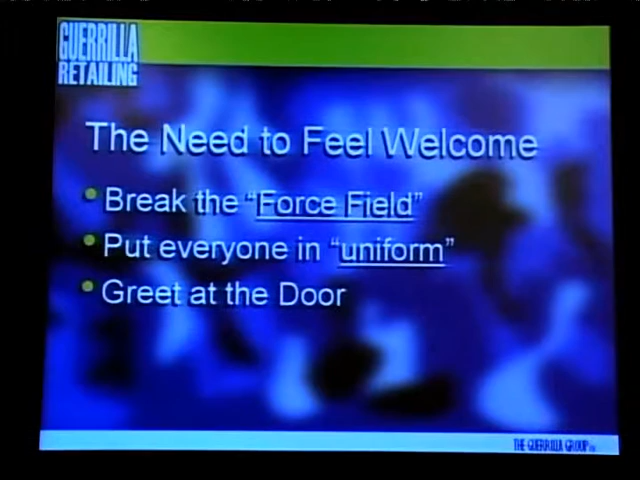 GUERRILLA
RETAILING
The Need to Feel Welcome
Break the "Force Field"
Put everyone in "uniform"
Greet at the Door
THE GUERRILLA GROUP